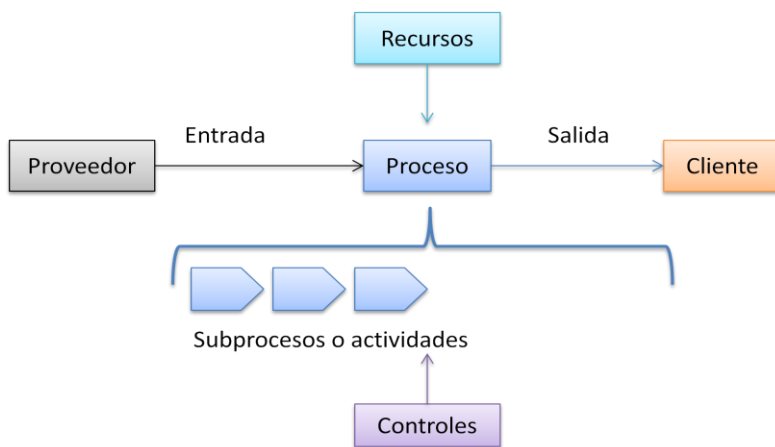 Recursos
Entrada
Salida
Proveedor
Proceso
Cliente
Subprocesos o actividades
Controles